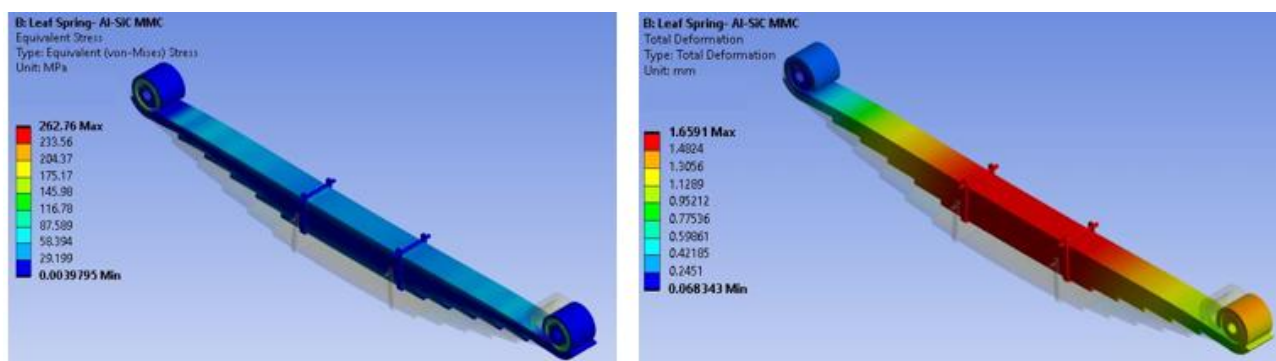 B: Leaf Spring- Al-SiC MMC
Equivalent Stress
Type: Equivalent (von-Mises) Stress
Unit: MPa
262.76 Max
233.56
204.37
175.17
145.98
116.78
87.589
58.394
29.199
0.0039795 Min
B: Leaf Spring- Al-SiC MMC
Total Deformation
Type: Total Deformation
Unit: mm
1.6591 Max
1.4824
1.3056
1.1289
0.95212
0.77536
0.59861
0.42185
0.2451
0.068343 Min